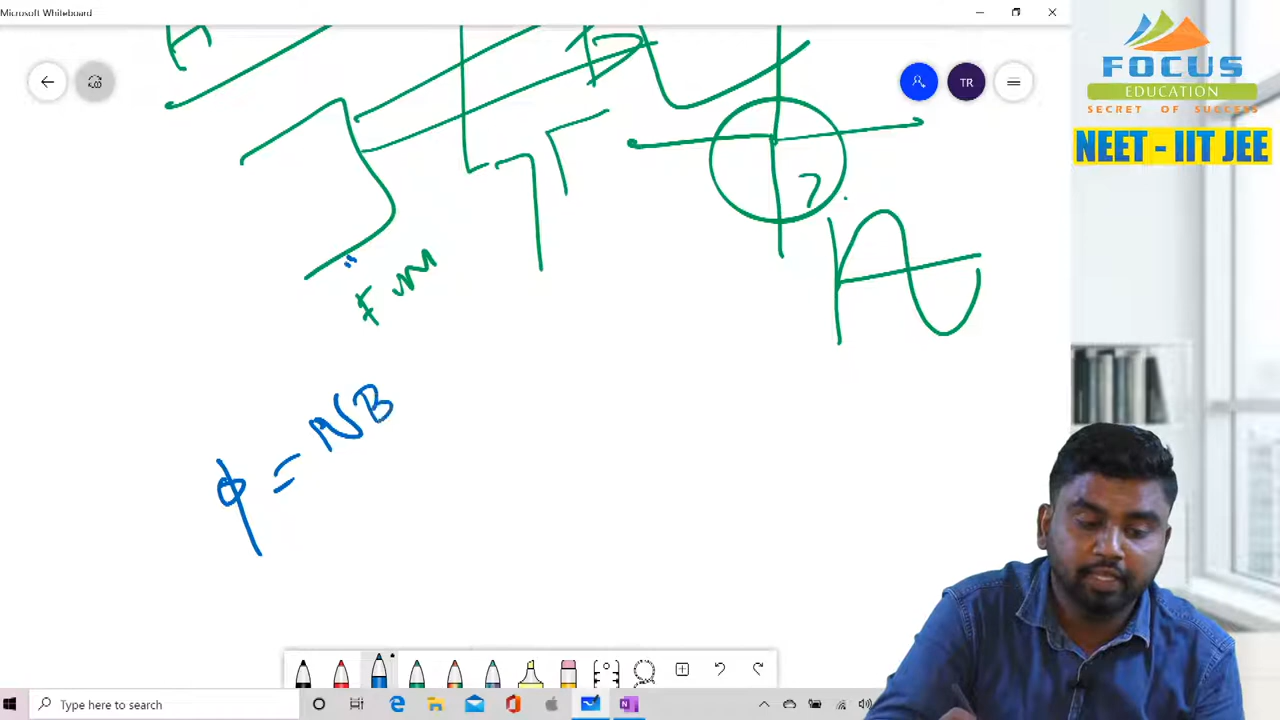 Microsoft Whiteboard
TR
FOCUS
EDUCATION
SECRET OF SUCCESS
NEET - IIT JEE
?
φ = NB
Type here to search